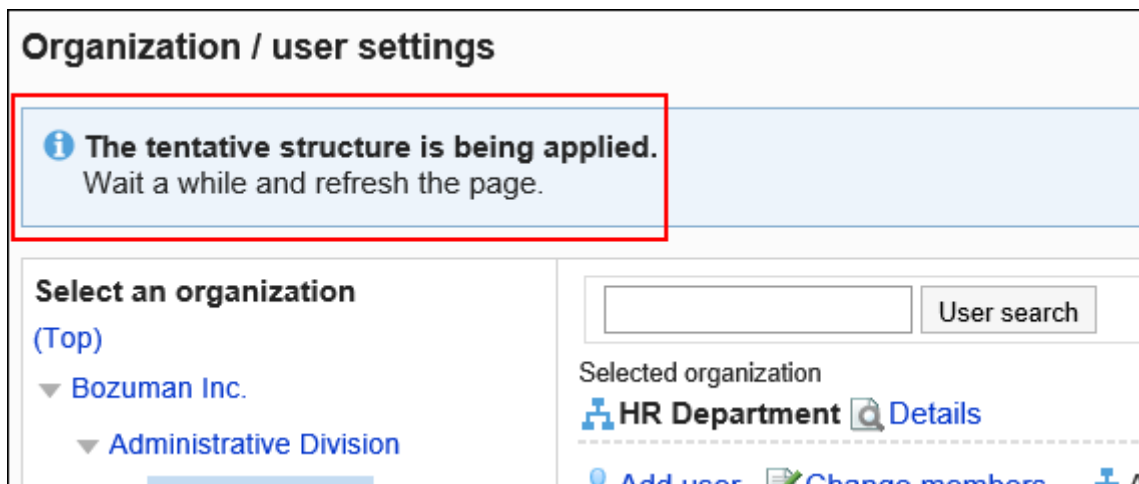 Organization / user settings
The tentative structure is being applied.
Wait a while and refresh the page.
Select an organization
(Top)
Bozuman Inc.
Administrative Division
User search
Selected organization
HR Department Details
Add user Change members